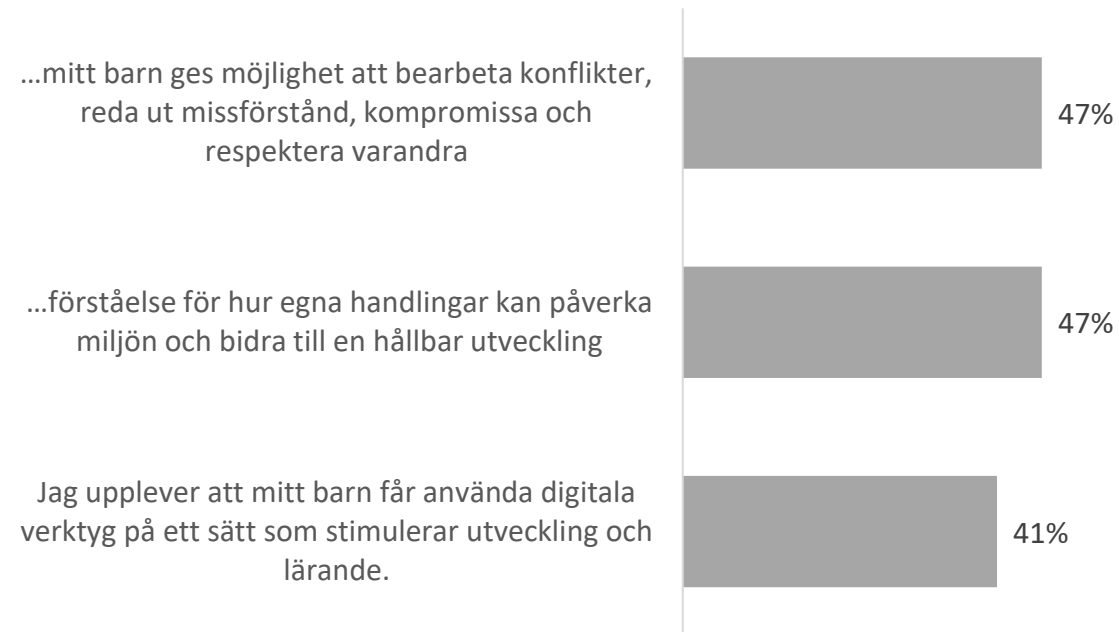 ...mitt barn ges möjlighet att bearbeta konflikter,
reda ut missförstånd, kompromissa och
respektera varandra
47%
...förståelse för hur egna handlingar kan påverka
miljön och bidra till en hållbar utveckling
47%
Jag upplever att mitt barn får använda digitala
verktyg på ett sätt som stimulerar utveckling och
lärande.
41%